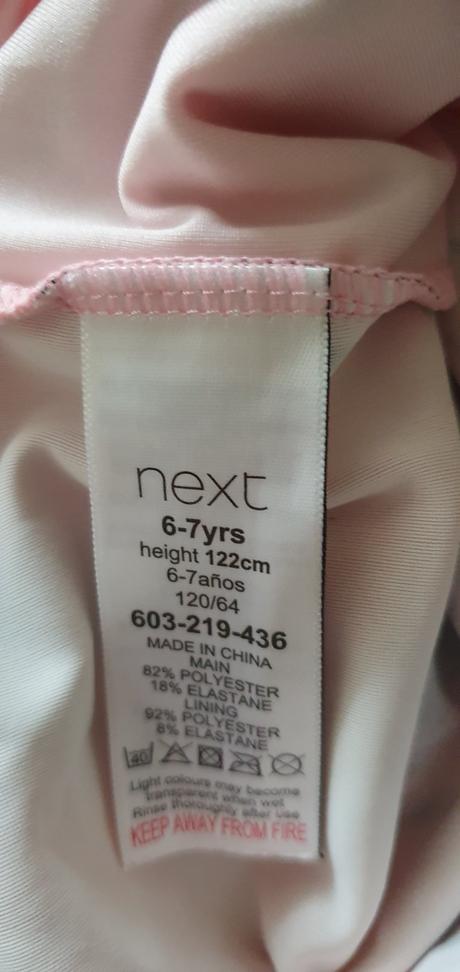 next
6-7yrs
height 122cm
6-7años
120/64
603-219-436
MADE IN CHINA
MAIN
82% POLYESTER
18% ELASTANE
LINING
92% POLYESTER
8% ELASTANE
40
Light colours may become
transparent when wet
Rinse thoroughly after use
KEEP AWAY FROM FIRE